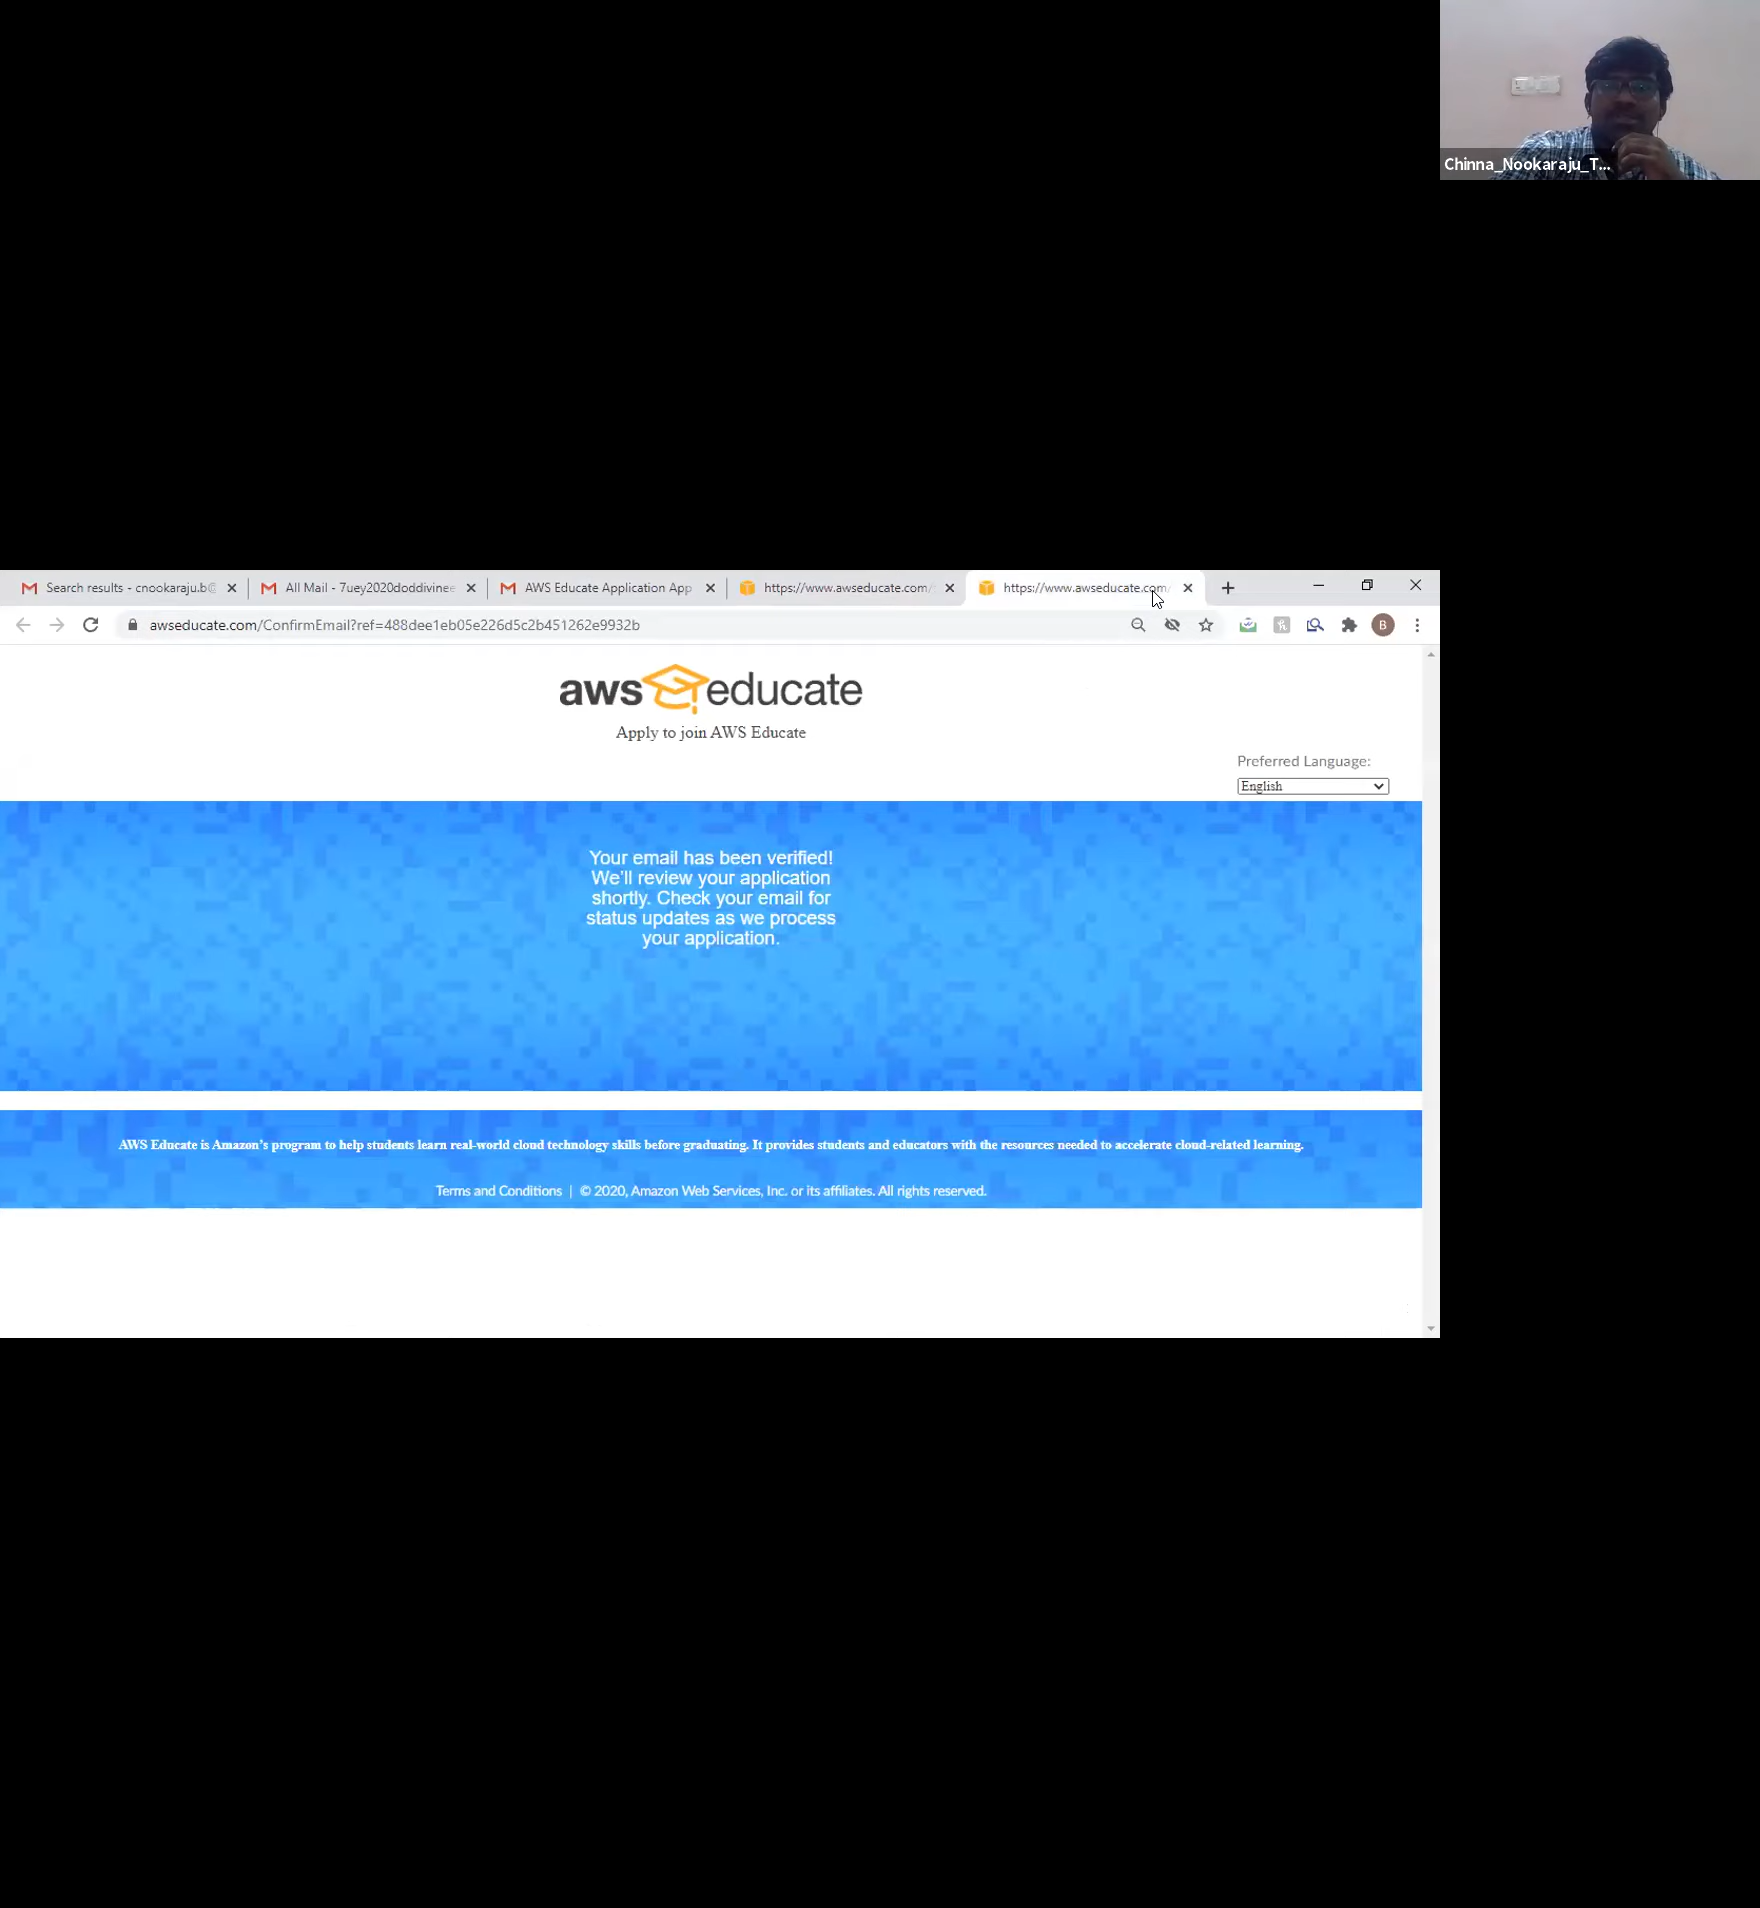 Chinna_Nookaraju_T...
Search results - cnookaraju.b@
All Mail - 7uey2020doddivinee
AWS Educate Application App
https://www.awseducate.com/
https://www.awseducate.com/
awseducate.com/ConfirmEmail?ref=488dee1eb05e226d5c2b451262e9932b
B
aws educate
Apply to join AWS Educate
Preferred Language:
English
Your email has been verified!
We'll review your application
shortly. Check your email for
status updates as we process
your application.
AWS Educate is Amazon's program to help students learn real-world cloud technology skills before graduating. It provides students and educators with the resources needed to accelerate cloud-related learning.
Terms and Conditions | © 2020, Amazon Web Services, Inc. or its affiliates. All rights reserved.